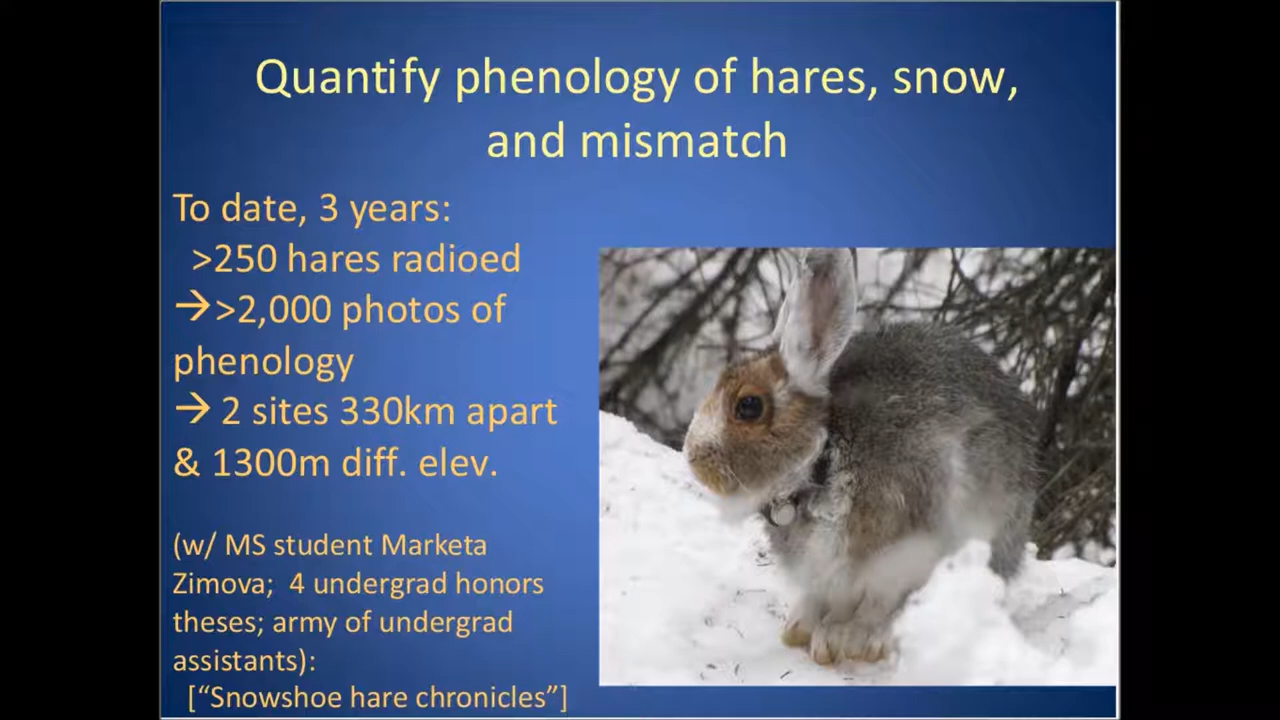 Quantify phenology of hares, snow,
and mismatch
To date, 3 years:
>250 hares radioed
→>2,000 photos of
phenology
→ 2 sites 330km apart
& 1300m diff. elev.
(w/ MS student Marketa
Zimova; 4 undergrad honors
theses; army of undergrad
assistants):
[“Snowshoe hare chronicles”]